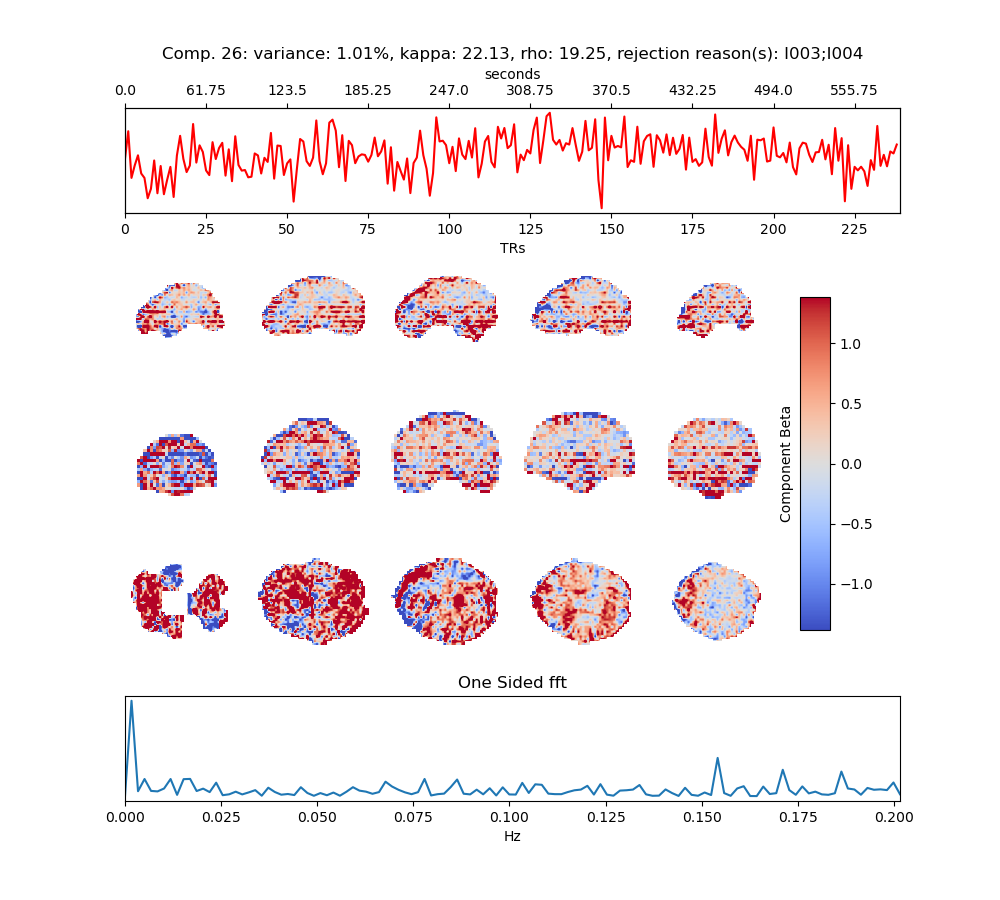 Comp. 26: variance: 1.01%, kappa: 22.13, rho: 19.25, rejection reason(s): I003;I004
seconds
0.0 61.75 123.5 185.25 247.0 308.75 370.5 432.25 494.0 555.75
0 25 50 75 100 125 150 175 200 225
TRs
1.0
0.5
0.0
−0.5
−1.0
Component Beta
One Sided fft
0.000 0.025 0.050 0.075 0.100 0.125 0.150 0.175 0.200
Hz